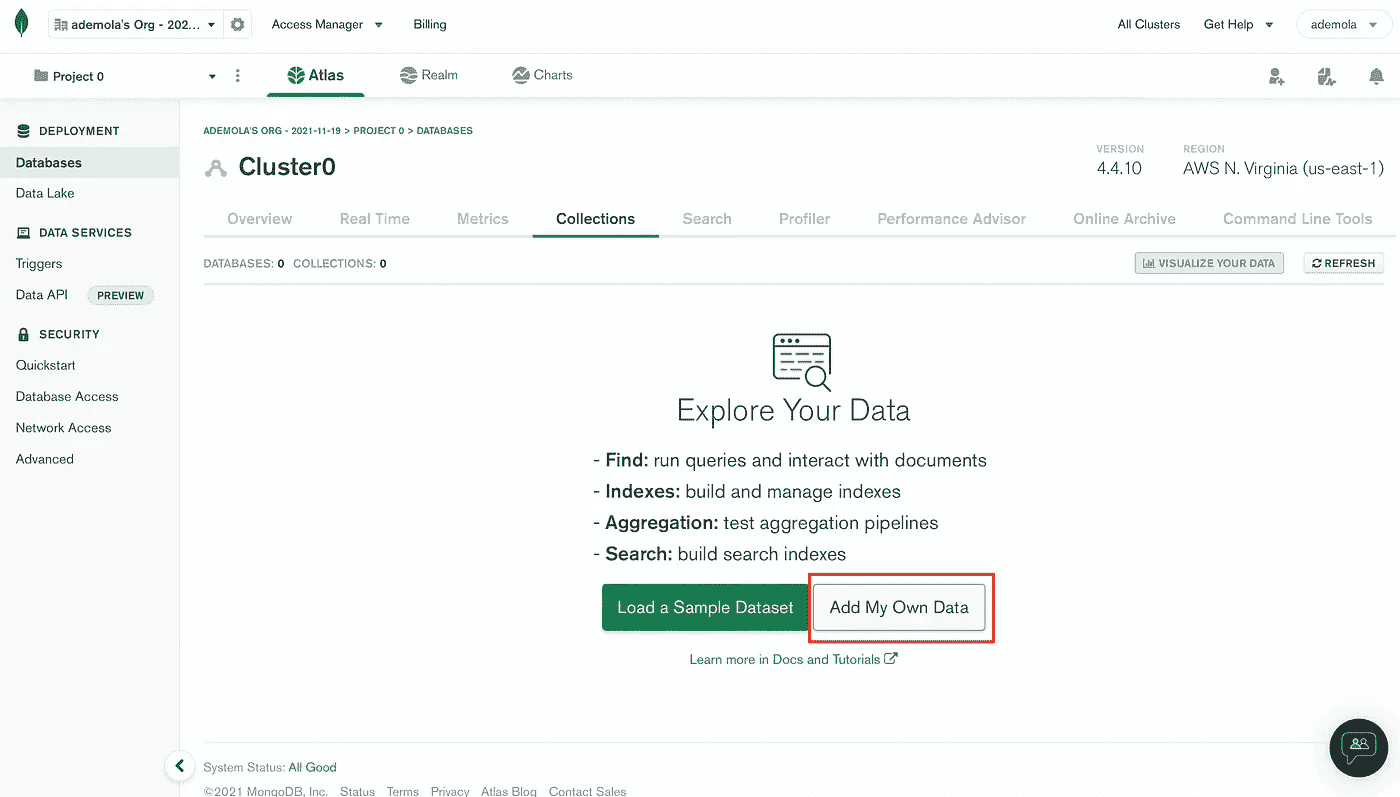 ademola's Org - 202...
Access Manager
Billing
All Clusters
Get Help
ademola
Project 0
Atlas
Realm
Charts
DEPLOYMENT
Databases
Data Lake
DATA SERVICES
Triggers
Data API PREVIEW
SECURITY
Quickstart
Database Access
Network Access
Advanced
ADEMOLA'S ORG - 2021-11-19 > PROJECT 0 > DATABASES
Cluster0
VERSION
4.4.10
REGION
AWS N. Virginia (us-east-1)
Overview
Real Time
Metrics
Collections
Search
Profiler
Performance Advisor
Online Archive
Command Line Tools
DATABASES: 0 COLLECTIONS: 0
VISUALIZE YOUR DATA
REFRESH
Explore Your Data
- Find: run queries and interact with documents
- Indexes: build and manage indexes
- Aggregation: test aggregation pipelines
- Search: build search indexes
Load a Sample Dataset
Add My Own Data
Learn more in Docs and Tutorials
System Status: All Good
©2021 MongoDB, Inc. Status Terms Privacy Atlas Blog Contact Sales